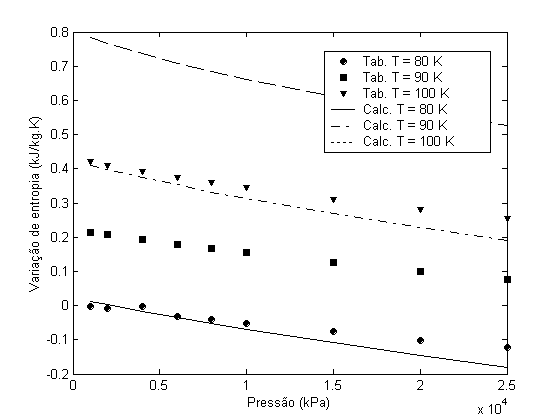 0.8
0.7
0.6
0.5
0.4
0.3
0.2
0.1
0
-0.1
-0.2
Variação de entropia (kJ/kg.K)
Tab. T = 80 K
Tab. T = 90 K
Tab. T = 100 K
Calc. T = 80 K
Calc. T = 90 K
Calc. T = 100 K
0 0.5 1 1.5 2 2.5
x 10⁴
Pressão (kPa)